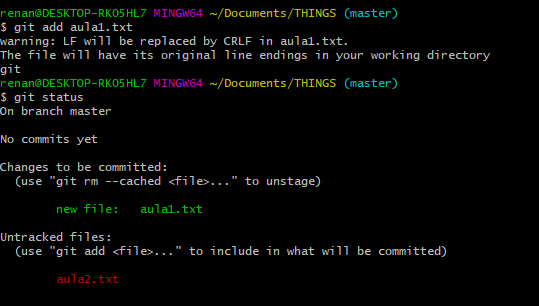 renan@DESKTOP-RKO5HL7 MINGW64 ~/Documents/THINGS (master)
$ git add aula1.txt
warning: LF will be replaced by CRLF in aula1.txt.
The file will have its original line endings in your working directory
git
renan@DESKTOP-RKO5HL7 MINGW64 ~/Documents/THINGS (master)
$ git status
On branch master

No commits yet

Changes to be committed:
  (use "git rm --cached <file>..." to unstage)

        new file:   aula1.txt

Untracked files:
  (use "git add <file>..." to include in what will be committed)

        aula2.txt